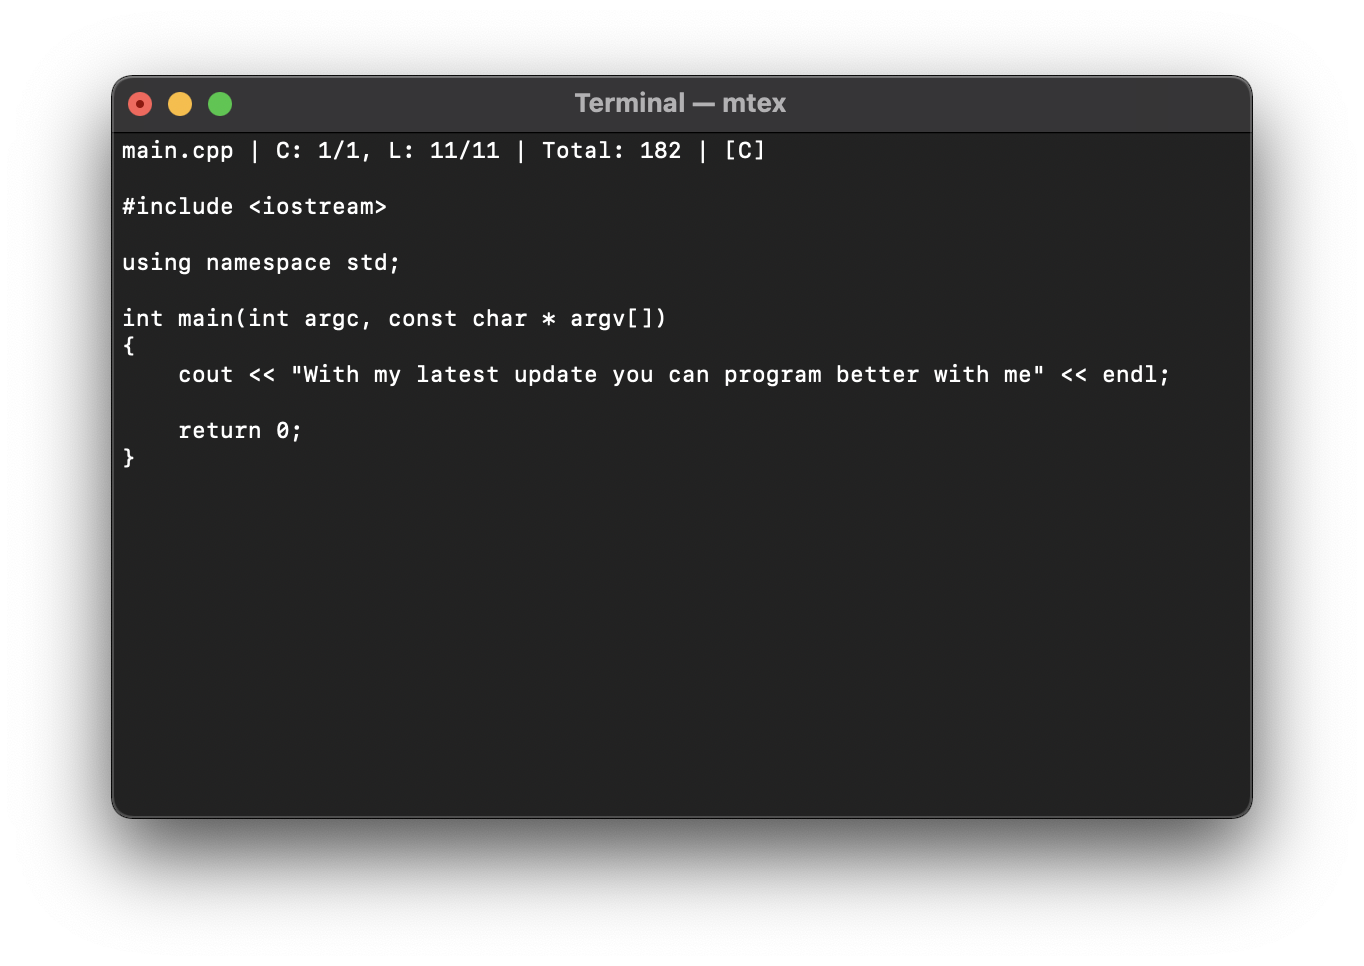 Terminal — mtex
main.cpp | C: 1/1, L: 11/11 | Total: 182 | [C]
#include <iostream>
using namespace std;
int main(int argc, const char * argv[])
{
    cout << "With my latest update you can program better with me" << endl;
    return 0;
}